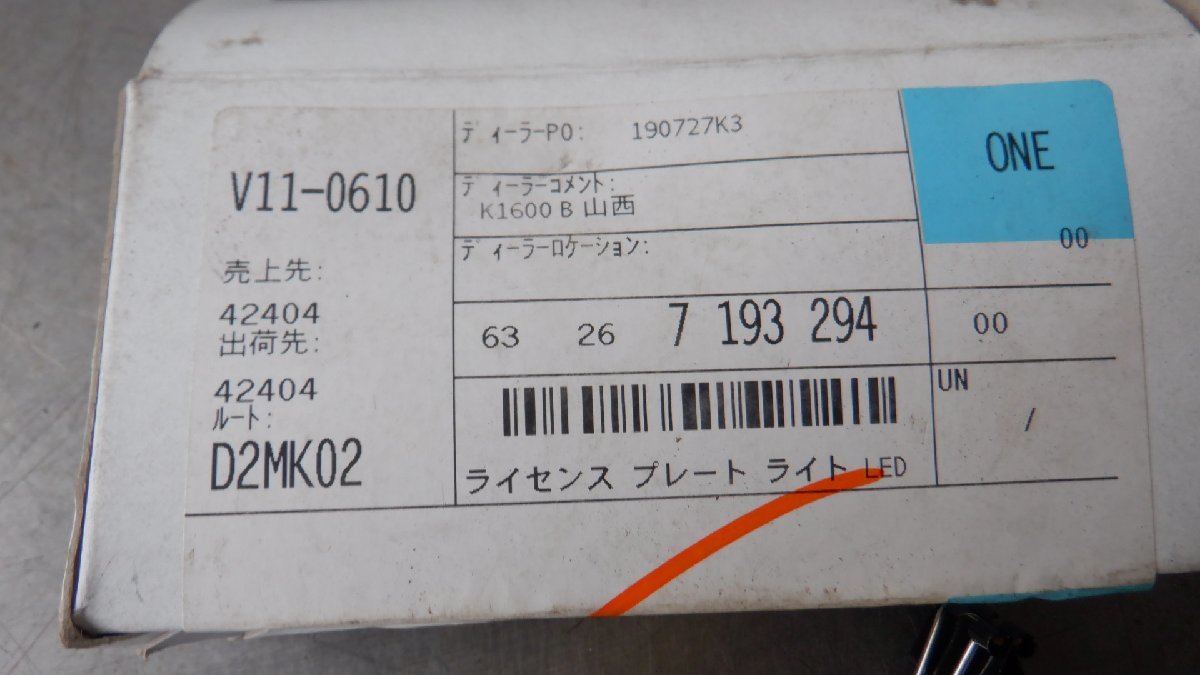 V11-0610
売上先:
42404
出荷先:
42404
ﾙｰﾄ:
D2MK02
ﾃﾞｨｰﾗｰPO: 190727K3
ﾃﾞｨｰﾗｰｺﾒﾝﾄ:
K1600 B 山西
ﾃﾞｨｰﾗｰﾛｹｰｼｮﾝ:
63 26 7 193 294
ライセンス プレート ライト LED
ONE
00
00
UN
/